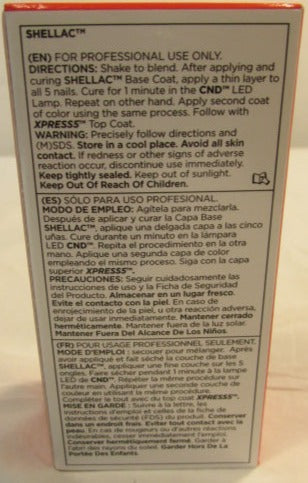 SHELLAC™
(EN) FOR PROFESSIONAL USE ONLY.
DIRECTIONS: Shake to blend. After applying and
curing SHELLAC™ Base Coat, apply a thin layer to
all 5 nails. Cure for 1 minute in the CND™ LED
Lamp. Repeat on other hand. Apply second coat
of color using the same process. Follow with
XPRESS5™ Top Coat.
WARNING: Precisely follow directions and
(M)SDS. Store in a cool place. Avoid all skin
contact. If redness or other signs of adverse
reaction occur, discontinue use immediately.
Keep tightly sealed. Keep out of sunlight.
Keep Out Of Reach Of Children.
(ES) SÓLO PARA USO PROFESIONAL.
MODO DE EMPLEO: Agítela para mezclarla.
Después de aplicar y curar la Capa Base
SHELLAC™, aplique una delgada capa a las cinco
uñas. Cure durante un minuto en la lámpara
LED CND™. Repita el procedimiento en la otra
mano. Aplique una segunda capa de color
empleando el mismo proceso. Siga con la capa
superior XPRESS5™.
PRECAUCIONES: Seguir cuidadosamente las
instrucciones de uso y la Ficha de Seguridad
del Producto. Almacenar en un lugar fresco.
Evite el contacto con la piel. En caso de
enrojecimiento de la piel, u otra reacción adversa,
dejar de usar inmediatamente. Mantener cerrado
herméticamente. Mantener fuera de la luz solar.
Mantener Fuera Del Alcance De Los Niños.
(FR) POUR USAGE PROFESSIONNEL SEULEMENT.
MODE D'EMPLOI : secouer pour mélanger. Après
avoir appliqué et fait séché la couche de base
SHELLAC™, appliquez une fine couche sur les 5
ongles. Faire sécher pendant 1 minute à la lampe
LED de CND™. Répéter la même procédure sur
l'autre main. Appliquez une seconde couche de
couleur en utilisant la même procédure.
Complétez le tout avec du top coat XPRESS5™.
MISE EN GARDE : Suivre à la lettre, les
instructions d'emploi et celles de la fiche de
données de sécurité (FDS) du produit. Conserver
dans un endroit frais. Evitez tout contact avec la
peau. En cas de rougeurs ou d'autres réactions
indésirables, cesser immédiatement d'utiliser.
Conserver hermétiquement fermé. Garder à
l'abri de la lumière du soleil. Garder Hors De La
Portée Des Enfants.